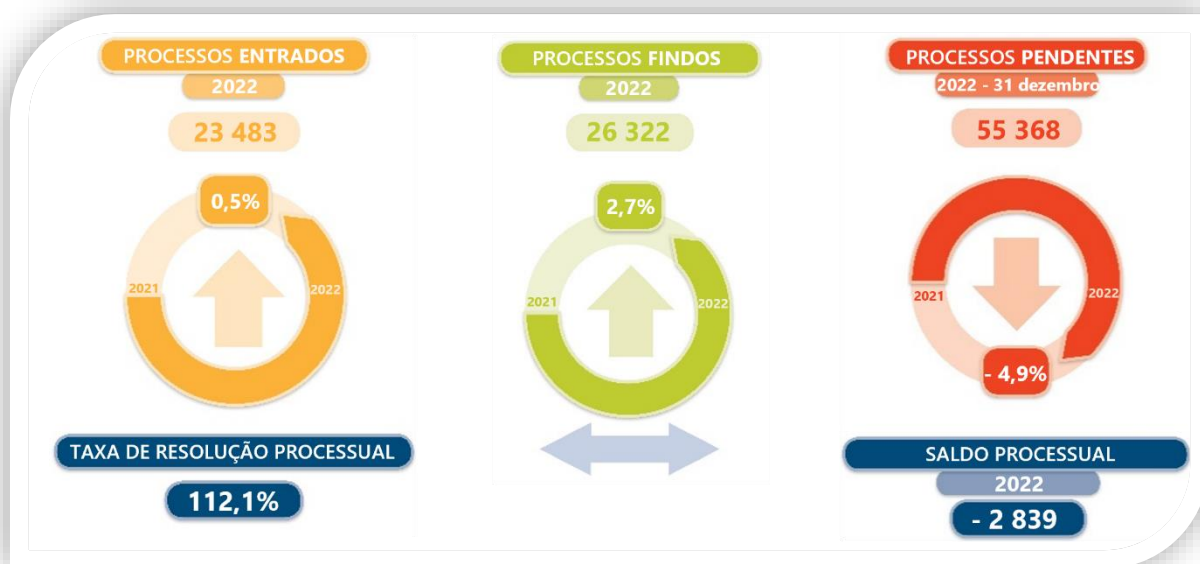 PROCESSOS ENTRADOS
2022
23 483
0,5%
2021
2022
TAXA DE RESOLUÇÃO PROCESSUAL
112,1%
PROCESSOS FINDOS
2022
26 322
2,7%
2021
2022
PROCESSOS PENDENTES
2022 - 31 dezembro
55 368
2021
2022
- 4,9%
SALDO PROCESSUAL
2022
- 2 839